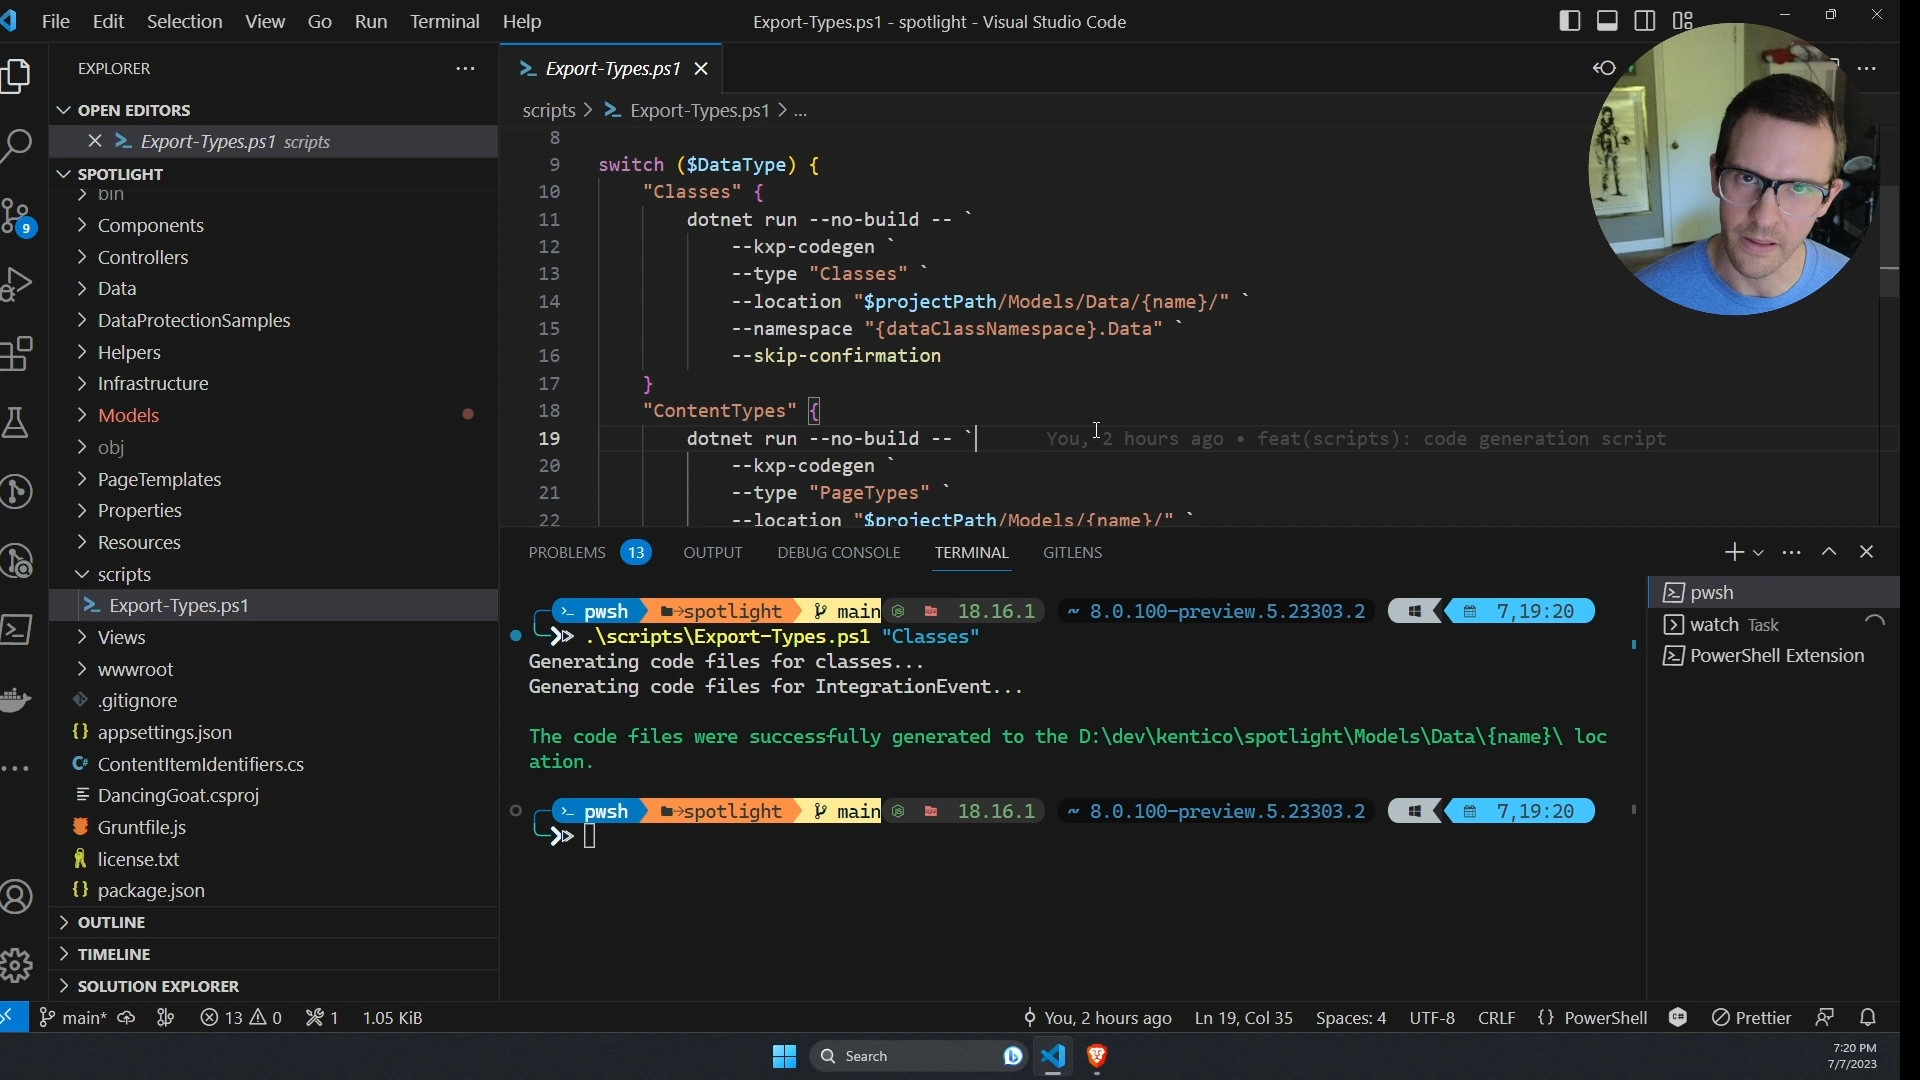 File Edit Selection View Go Run Terminal Help
Export-Types.ps1 - spotlight - Visual Studio Code
EXPLORER
OPEN EDITORS
Export-Types.ps1 scripts
SPOTLIGHT
bin
Components
Controllers
Data
DataProtectionSamples
Helpers
Infrastructure
Models
obj
PageTemplates
Properties
Resources
scripts
Export-Types.ps1
Views
wwwroot
.gitignore
appsettings.json
ContentItemIdentifiers.cs
DancingGoat.csproj
Gruntfile.js
license.txt
package.json
OUTLINE
TIMELINE
SOLUTION EXPLORER
9
Export-Types.ps1
scripts > Export-Types.ps1 > ...
8
9 switch ($DataType) {
10 "Classes" {
11 dotnet run --no-build -- `
12 --kxp-codegen `
13 --type "Classes" `
14 --location "$projectPath/Models/Data/{name}/" `
15 --namespace "{dataClassNamespace}.Data" `
16 --skip-confirmation
17 }
18 "ContentTypes" {
19 dotnet run --no-build -- ` You, 2 hours ago • feat(scripts): code generation script
20 --kxp-codegen `
21 --type "PageTypes" `
22 --location "$projectPath/Models/{name}/" `
PROBLEMS 13 OUTPUT DEBUG CONSOLE TERMINAL GITLENS
pwsh spotlight main 18.16.1 8.0.100-preview.5.23303.2 7,19:20
.\scripts\Export-Types.ps1 "Classes"
Generating code files for classes...
Generating code files for IntegrationEvent...
The code files were successfully generated to the D:\dev\kentico\spotlight\Models\Data\{name}\ loc
ation.
pwsh spotlight main 18.16.1 8.0.100-preview.5.23303.2 7,19:20
pwsh
watch Task
PowerShell Extension
main* 13 0 1 1.05 KiB You, 2 hours ago Ln 19, Col 35 Spaces: 4 UTF-8 CRLF {} PowerShell Prettier
Search
7:20 PM
7/7/2023